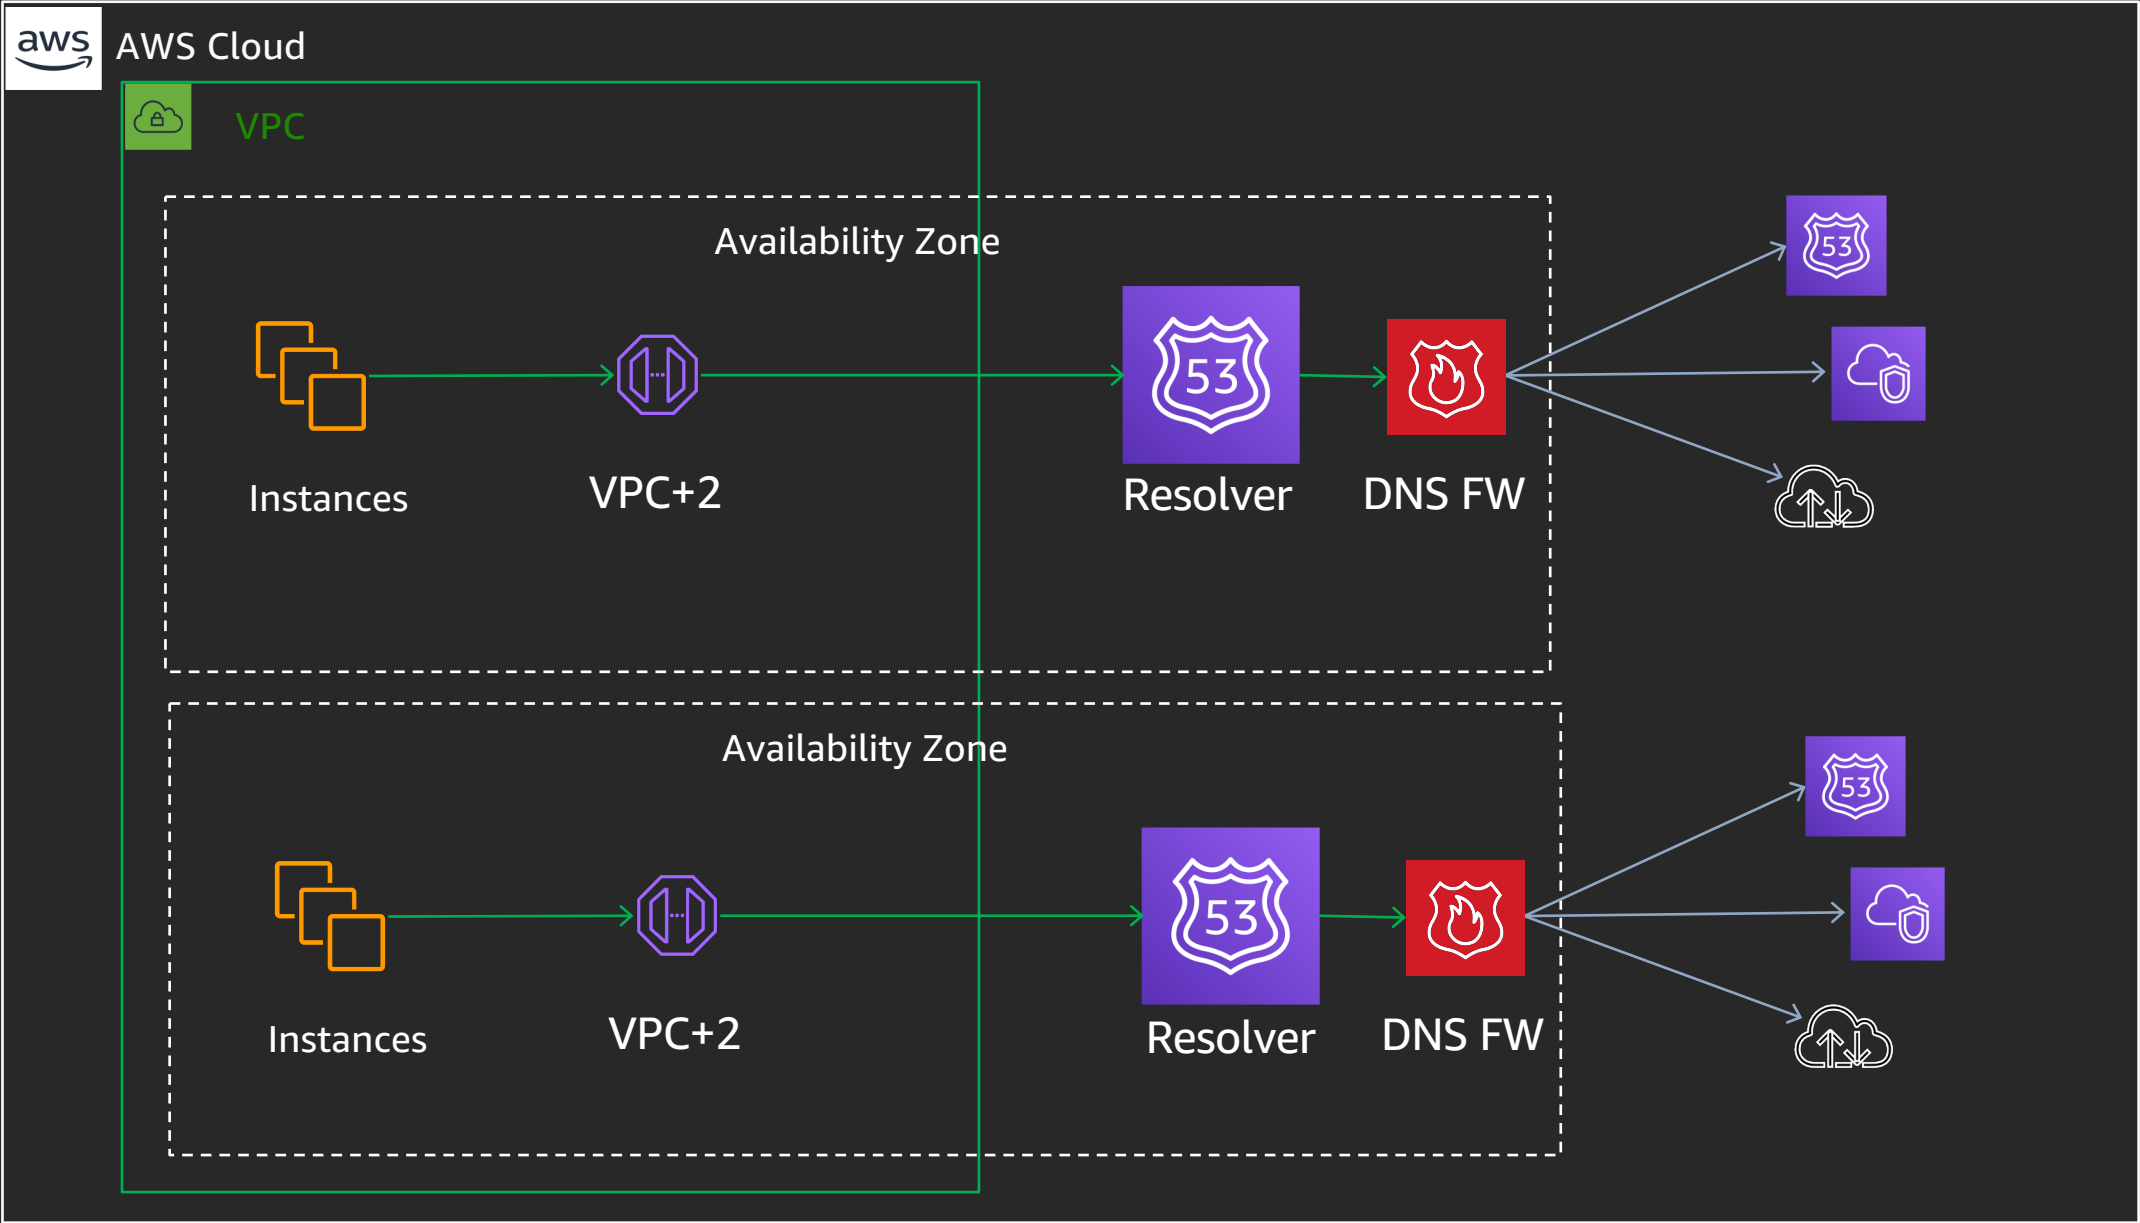 aws
AWS Cloud
VPC
Availability Zone
53
53
Instances
VPC+2
Resolver
DNS FW
Availability Zone
53
53
Instances
VPC+2
Resolver
DNS FW